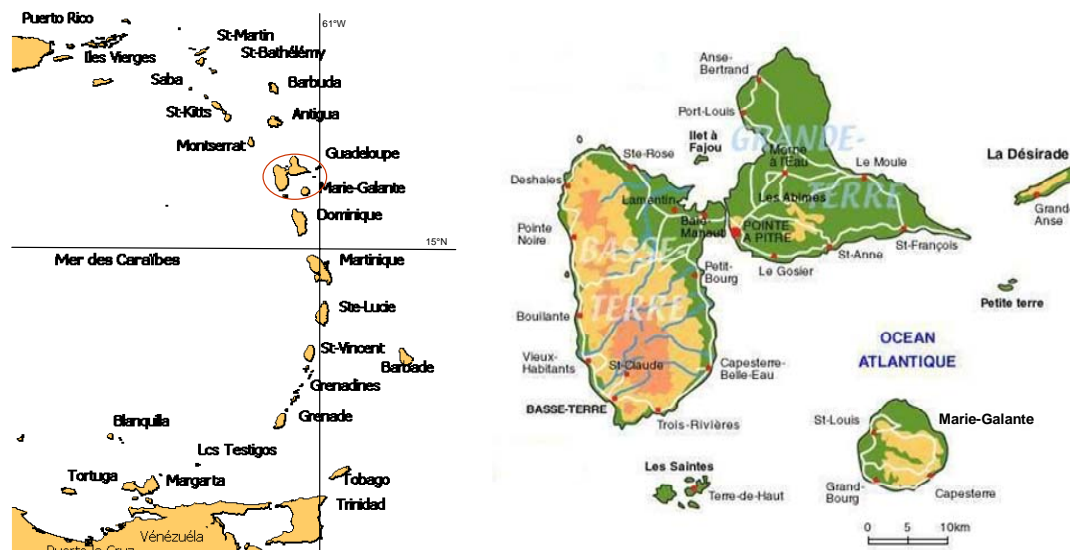 61°W
Puerto Rico
St-Martin
Iles Vierges
St-Bathélémy
Saba
Barbuda
St-Kitts
Antigua
Montserrat
Guadeloupe
Marie-Galante
Dominique
15°N
Mer des Caraïbes
Martinique
Ste-Lucie
St-Vincent
Barbade
Grenadines
Grenade
Blanquilla
Los Testigos
Tortuga
Margarta
Tobago
Trinidad
Vénézuéla
Puerto la Cruz
Anse-
Bertrand
Port-Louis
GRANDE-
TERRE
Ilet à
Fajou
Morne
à l'Eau
Le Moule
Ste-Rose
Deshaies
Lamentin
Les Abimes
La Désirade
Grande
Anse
Baie-
Mahault
POINTE
A PITRE
St-François
Pointe
Noire
BASSE
TERRE
St-Anne
Le Gosier
Petit-
Bourg
Petite terre
Bouillante
OCEAN
ATLANTIQUE
Vieux-
Habitants
St-Claude
Capesterre-
Belle-Eau
BASSE-TERRE
Trois-Rivières
St-Louis
Marie-Galante
Les Saintes
Terre-de-Haut
Grand-
Bourg
Capesterre
0 5 10km